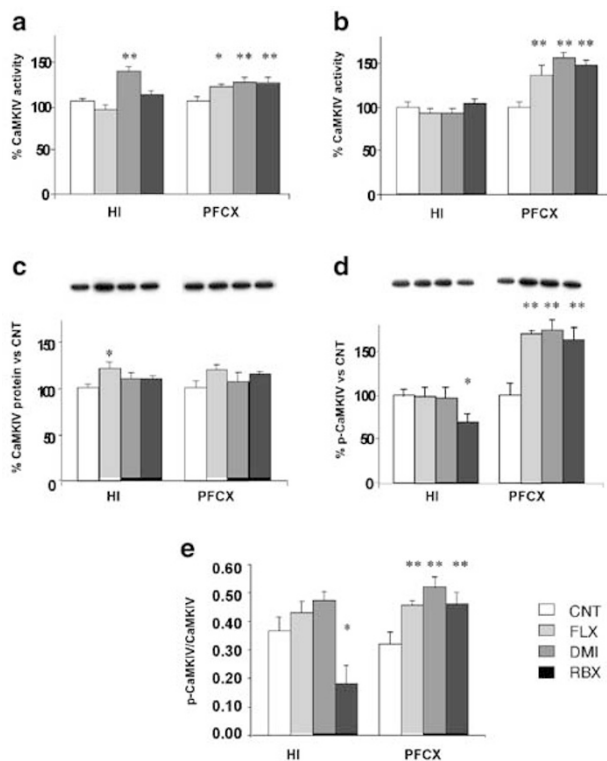 a
% CaMKIV activity
150
100
50
0
** * ** **
HI PFCX
b
% CaMKIV activity
150
100
50
0
** ** **
HI PFCX
c
% CaMKIV protein vs CNT
150
100
50
0
*
HI PFCX
d
% p-CaMKIV vs CNT
150
100
50
0
* ** ** **
HI PFCX
e
p-CaMKIV/CaMKIV
0.60
0.50
0.40
0.30
0.20
0.10
0.00
* ** ** **
HI PFCX
CNT
FLX
DMI
RBX